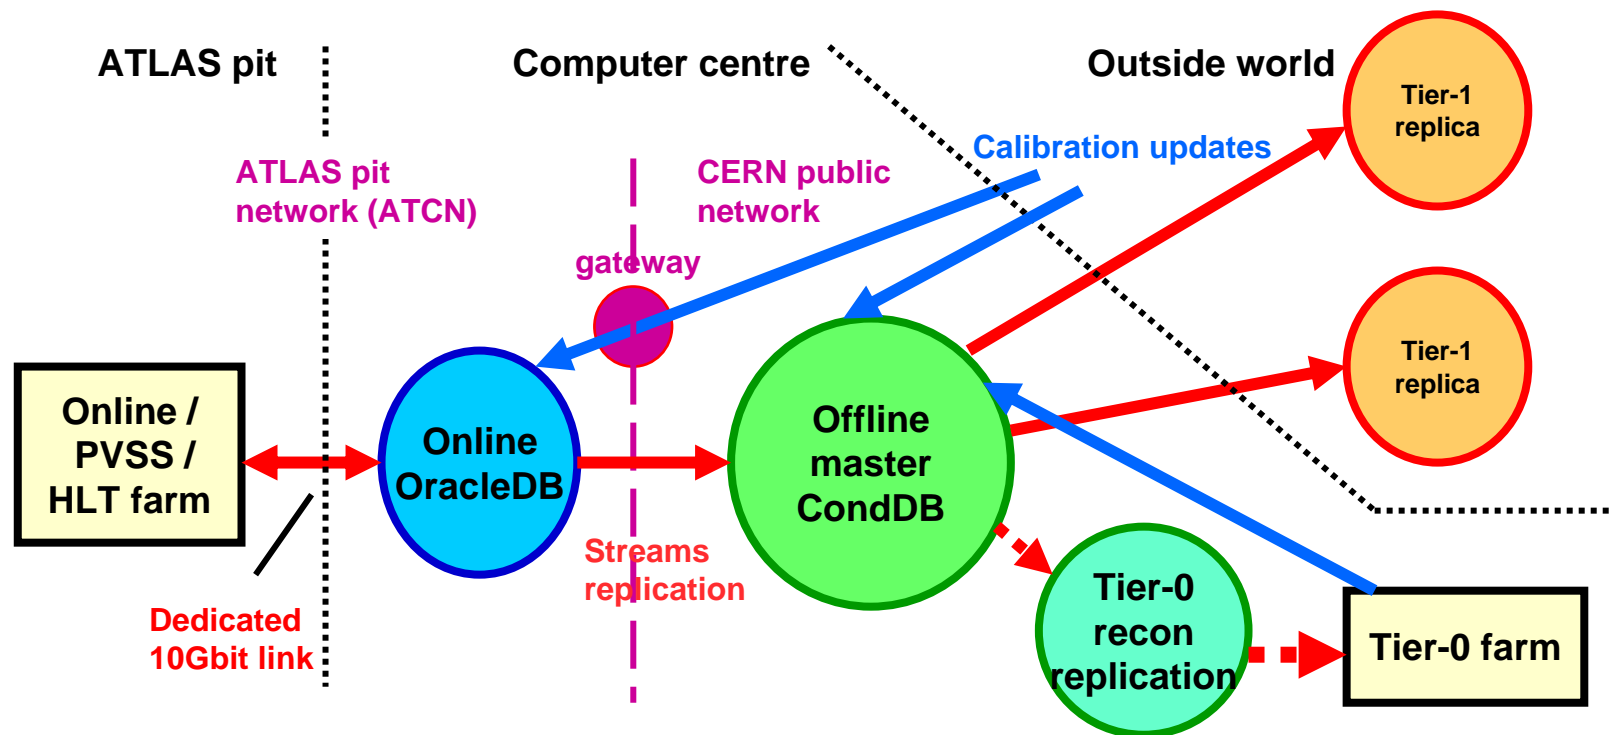 ATLAS pit
Computer centre
Outside world
Tier-1
replica
Calibration updates
ATLAS pit
network (ATCN)
CERN public
network
gateway
Tier-1
replica
Online /
PVSS /
HLT farm
Online
OracleDB
Offline
master
CondDB
Streams
replication
Dedicated
10Gbit link
Tier-0
recon
replication
Tier-0 farm